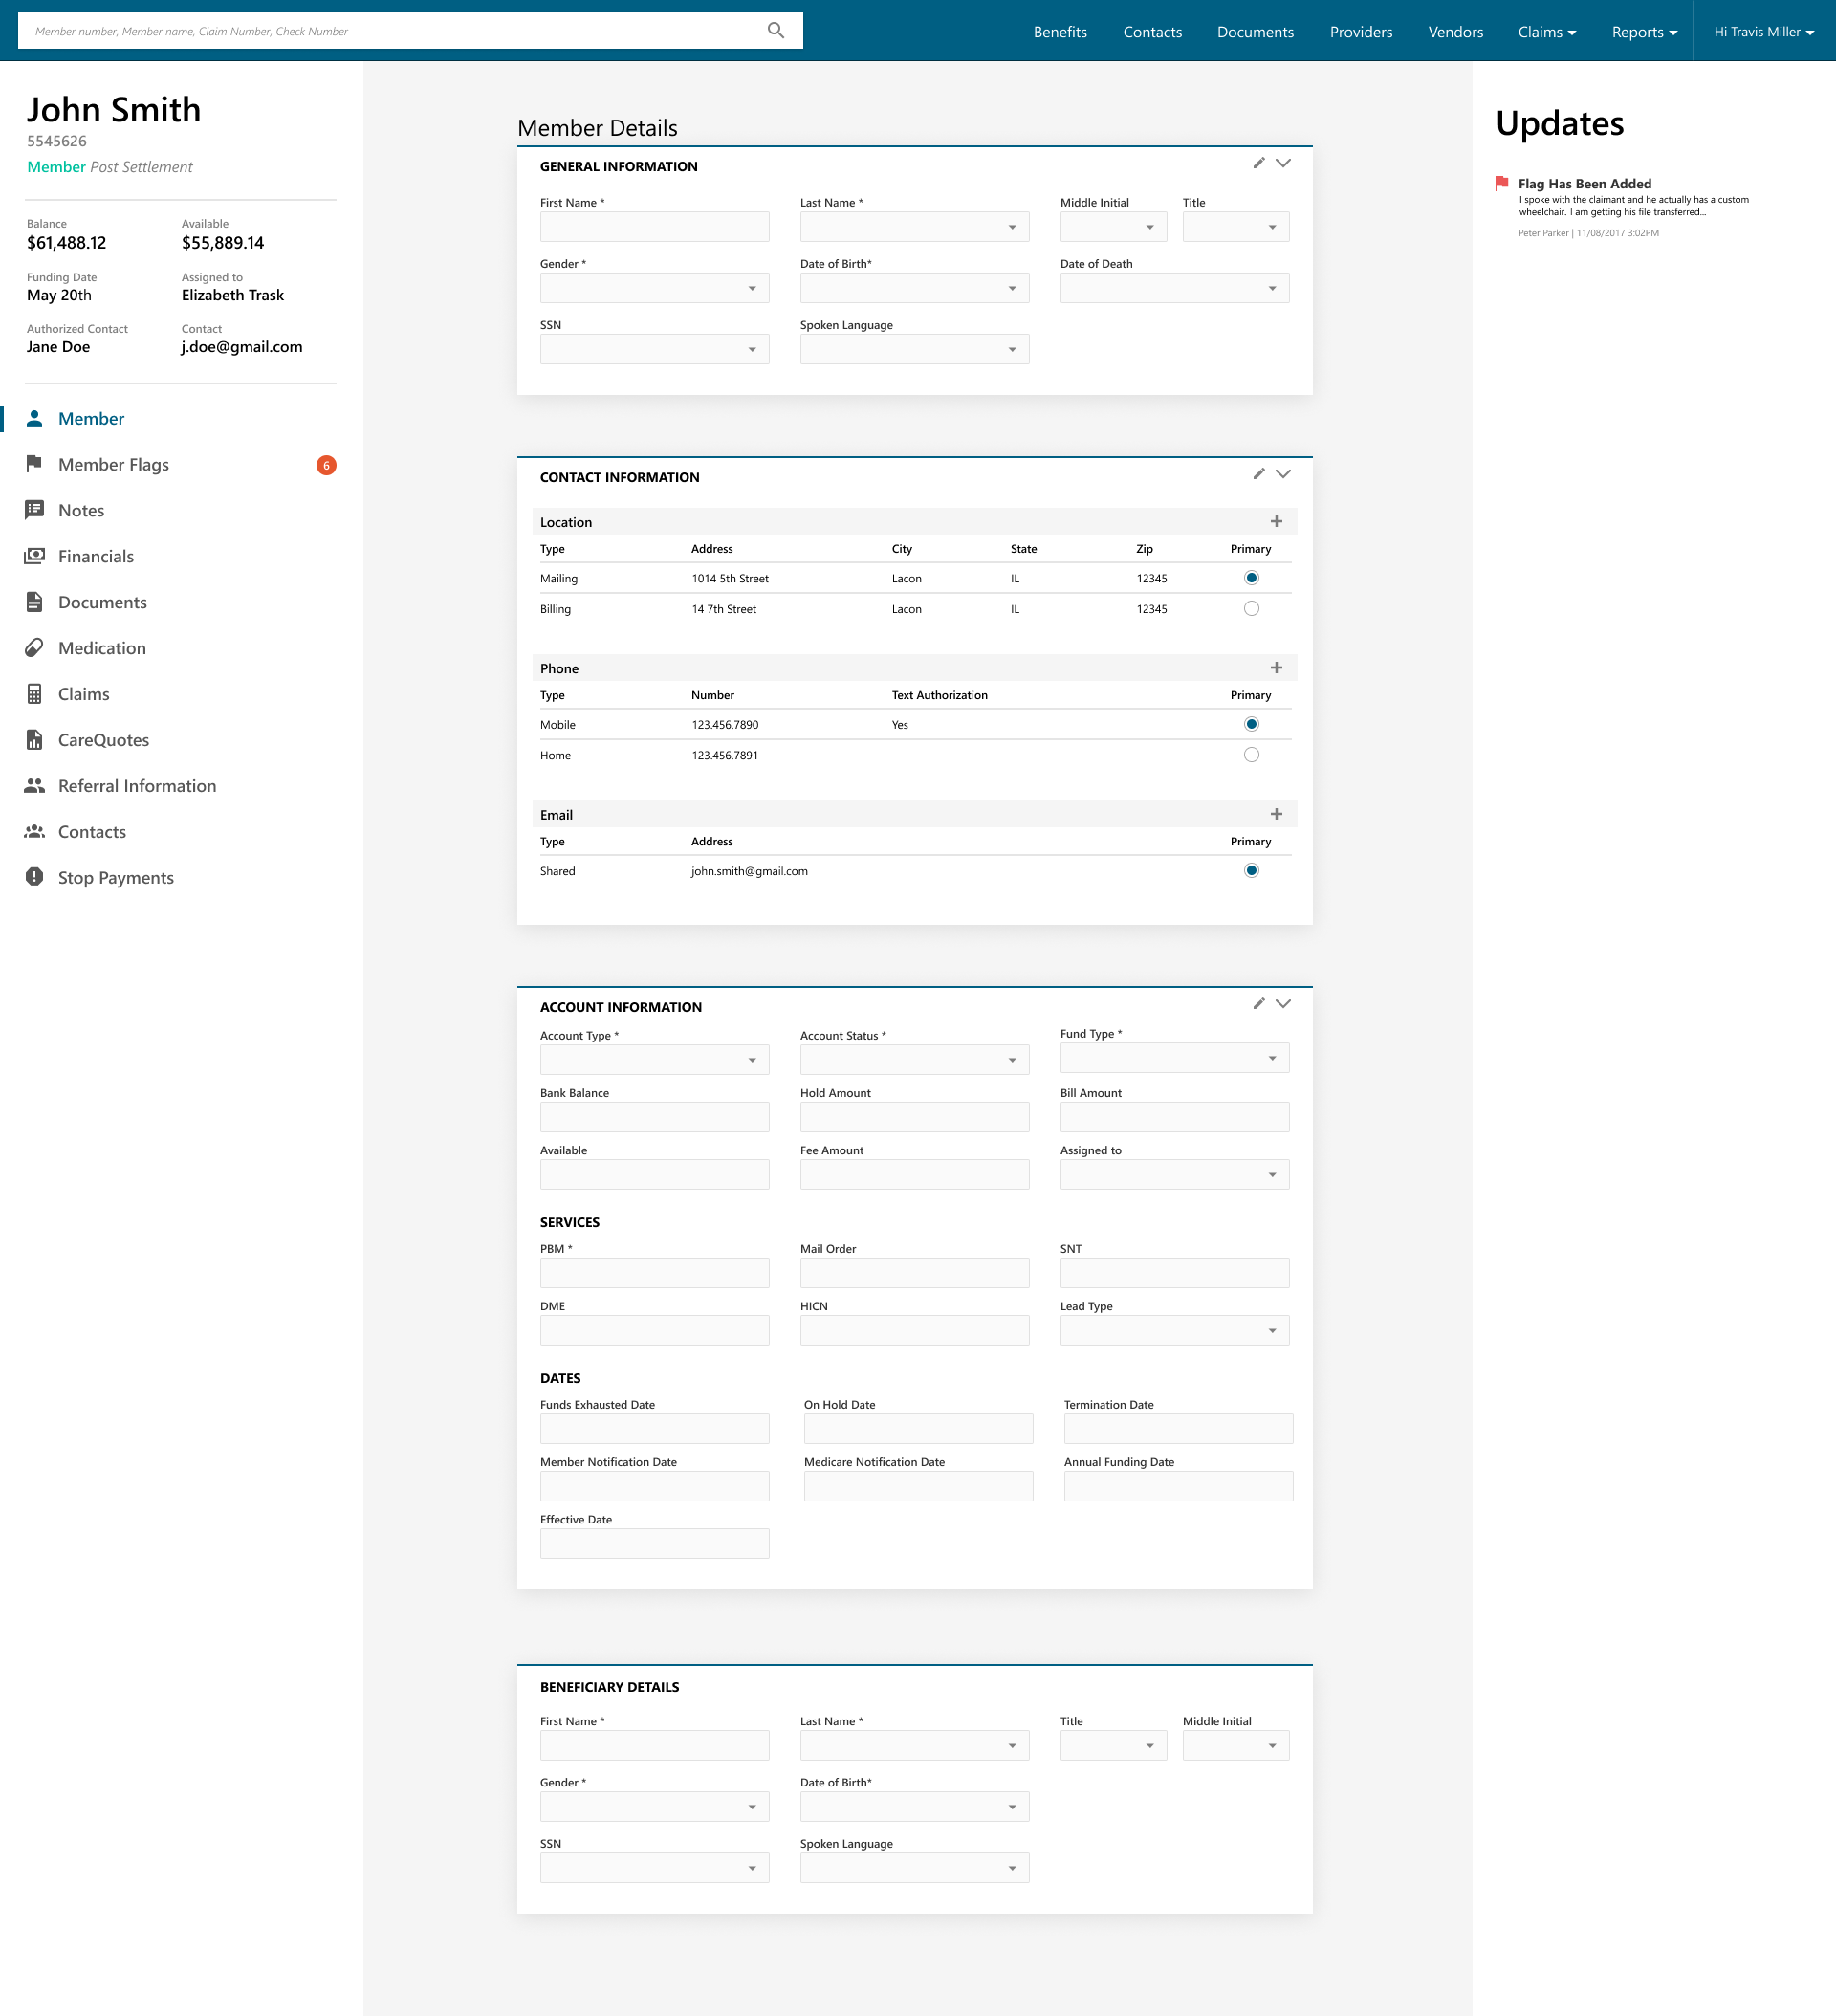 Member number, Member name, Claim Number, Check Number
Benefits Contacts Documents Providers Vendors Claims Reports Hi Travis Miller
John Smith
5545626
Member Post Settlement
Balance Available
$61,488.12 $55,889.14
Funding Date Assigned to
May 20th Elizabeth Trask
Authorized Contact Contact
Jane Doe j.doe@gmail.com
Member
Member Flags 6
Notes
Financials
Documents
Medication
Claims
CareQuotes
Referral Information
Contacts
Stop Payments
Member Details
GENERAL INFORMATION
First Name * Last Name * Middle Initial Title
Gender * Date of Birth* Date of Death
SSN Spoken Language
CONTACT INFORMATION
Location
Type Address City State Zip Primary
Mailing 1014 5th Street Lacon IL 12345
Billing 14 7th Street Lacon IL 12345
Phone
Type Number Text Authorization Primary
Mobile 123.456.7890 Yes
Home 123.456.7891
Email
Type Address Primary
Shared john.smith@gmail.com
ACCOUNT INFORMATION
Account Type * Account Status * Fund Type *
Bank Balance Hold Amount Bill Amount
Available Fee Amount Assigned to
SERVICES
PBM * Mail Order SNT
DME HICN Lead Type
DATES
Funds Exhausted Date On Hold Date Termination Date
Member Notification Date Medicare Notification Date Annual Funding Date
Effective Date
BENEFICIARY DETAILS
First Name * Last Name * Title Middle Initial
Gender * Date of Birth*
SSN Spoken Language
Updates
Flag Has Been Added
I spoke with the claimant and he actually has a custom
wheelchair. I am getting his file transferred...
Peter Parker | 11/08/2017 3:02PM